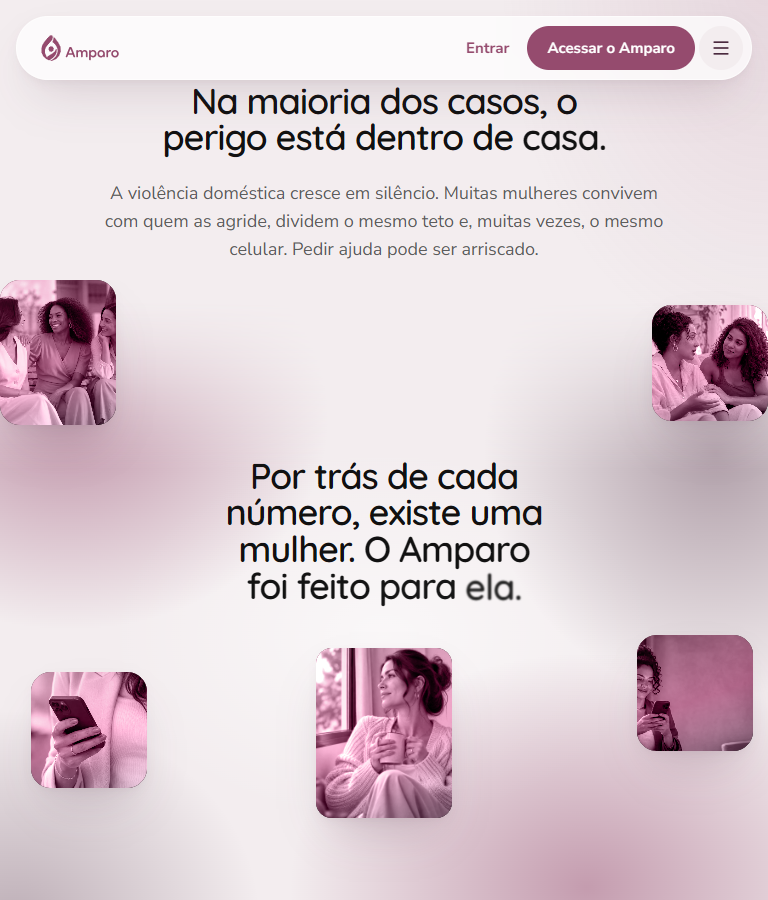 Amparo
Entrar
Acessar o Amparo
Na maioria dos casos, o
perigo está dentro de casa.
A violência doméstica cresce em silêncio. Muitas mulheres convivem
com quem as agride, dividem o mesmo teto e, muitas vezes, o mesmo
celular. Pedir ajuda pode ser arriscado.
Por trás de cada
número, existe uma
mulher. O Amparo
foi feito para ela.